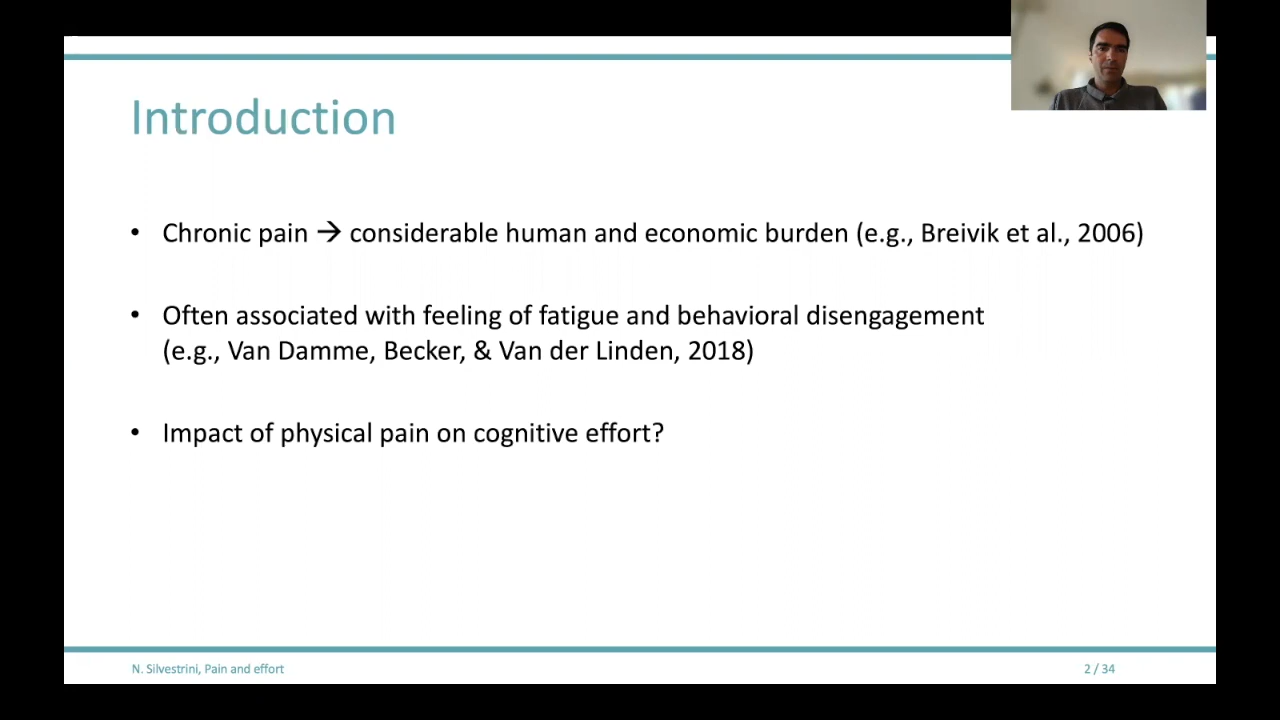 Introduction
• Chronic pain → considerable human and economic burden (e.g., Breivik et al., 2006)
• Often associated with feeling of fatigue and behavioral disengagement
(e.g., Van Damme, Becker, & Van der Linden, 2018)
• Impact of physical pain on cognitive effort?
N. Silvestrini, Pain and effort
2 / 34